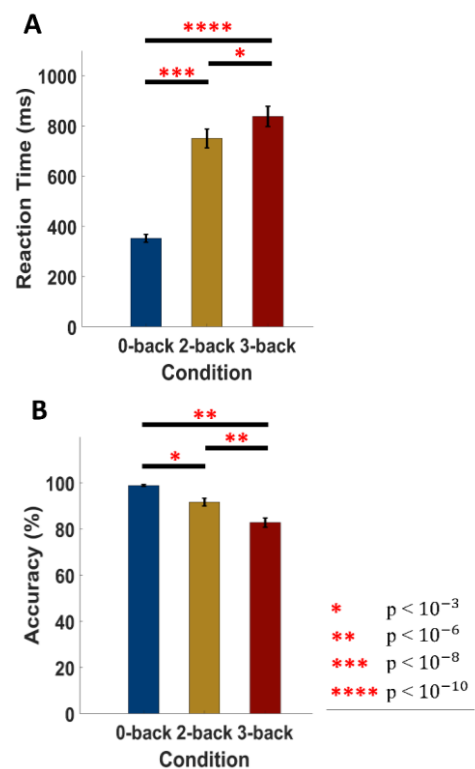 A
****
***
*
1000
800
600
400
200
0
Reaction Time (ms)
0-back 2-back 3-back
Condition
B
**
**
*
100
80
60
40
20
0
Accuracy (%)
0-back 2-back 3-back
Condition
* p < 10⁻³
** p < 10⁻⁶
*** p < 10⁻⁸
**** p < 10⁻¹⁰